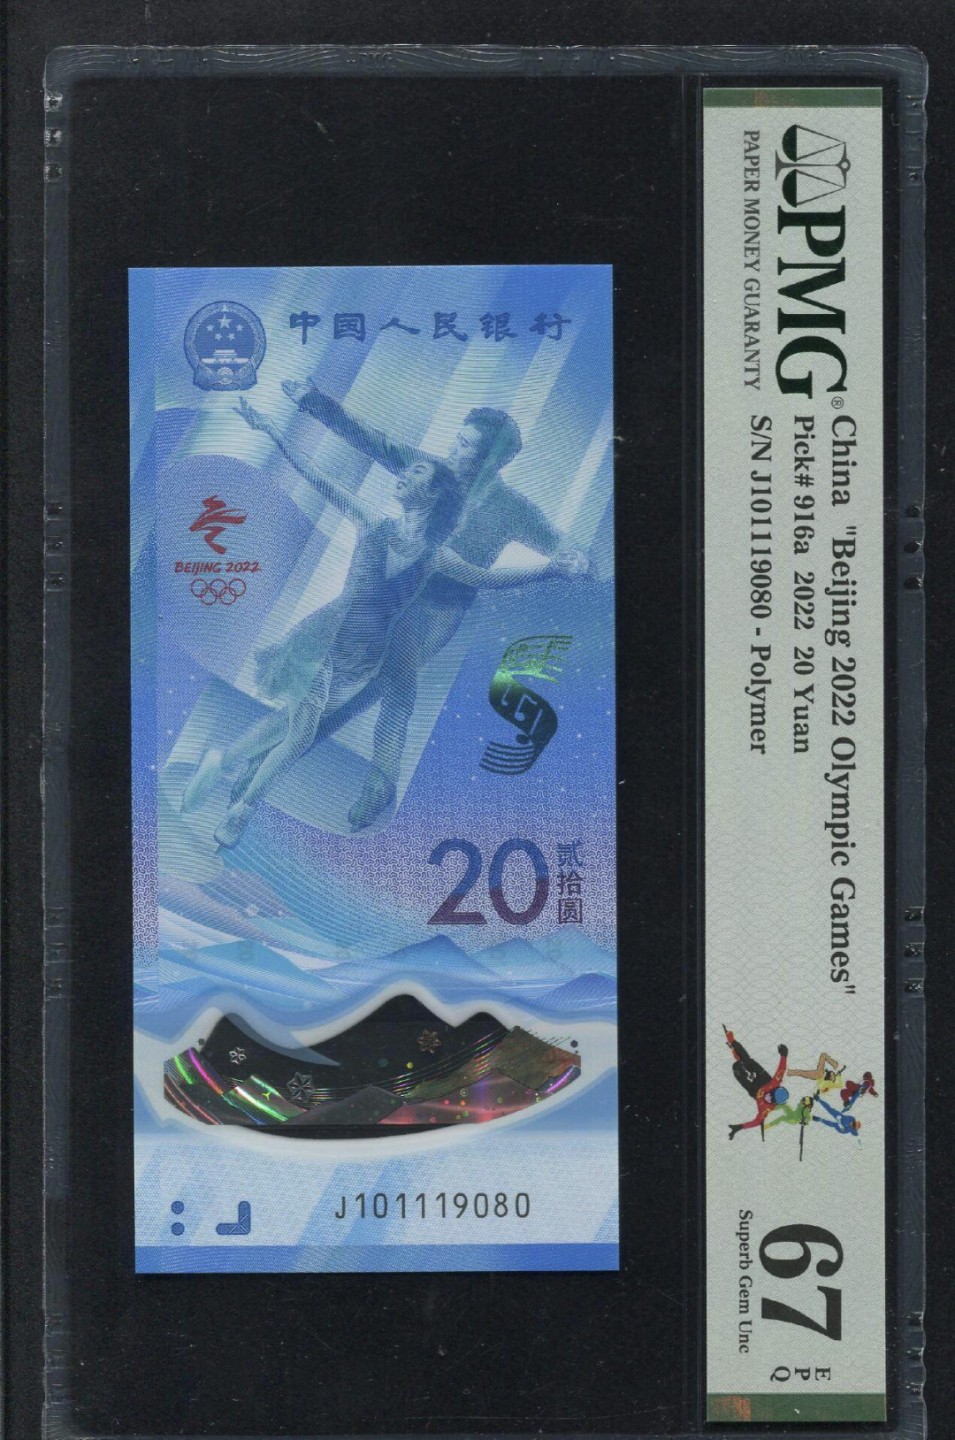 中国人民银行
BEIJING 2022
20
贰拾圆
J101119080
PMG®
PAPER MONEY GUARANTY
China "Beijing 2022 Olympic Games"
Pick# 916a 2022 20 Yuan
S/N J101119080 - Polymer
67
EPQ
Superb Gem Unc